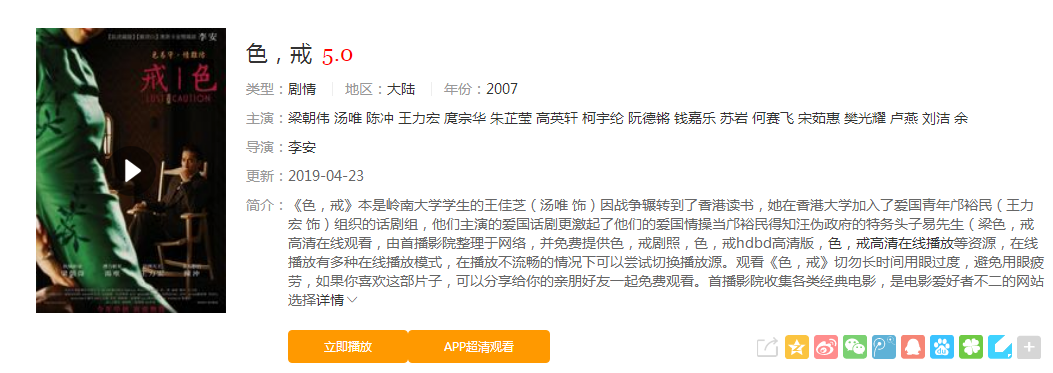 李安
色,戒
戒|色
LUST CAUTION
色，戒 5.0
类型：剧情 地区：大陆 年份：2007
主演：梁朝伟 汤唯 陈冲 王力宏 庹宗华 朱芷莹 高英轩 柯宇纶 阮德锵 钱嘉乐 苏岩 何赛飞 宋茹惠 樊光耀 卢燕 刘洁 余
导演：李安
更新：2019-04-23
简介：《色，戒》本是岭南大学学生的王佳芝（汤唯 饰）因战争辗转到了香港读书，她在香港大学加入了爱国青年邝裕民（王力
宏 饰）组织的话剧组，他们主演的爱国话剧更激起了他们的爱国情操当邝裕民得知汪伪政府的特务头子易先生（梁色，戒
高清在线观看，由首播影院整理于网络，并免费提供色，戒剧照，色，戒hdbd高清版，色，戒高清在线播放等资源，在线
播放有多种在线播放模式，在播放不流畅的情况下可以尝试切换播放源。观看《色，戒》切勿长时间用眼过度，避免用眼疲
劳，如果你喜欢这部片子，可以分享给你的亲朋好友一起免费观看。首播影院收集各类经典电影，是电影爱好者不二的网站
选择详情
立即播放 APP超清观看